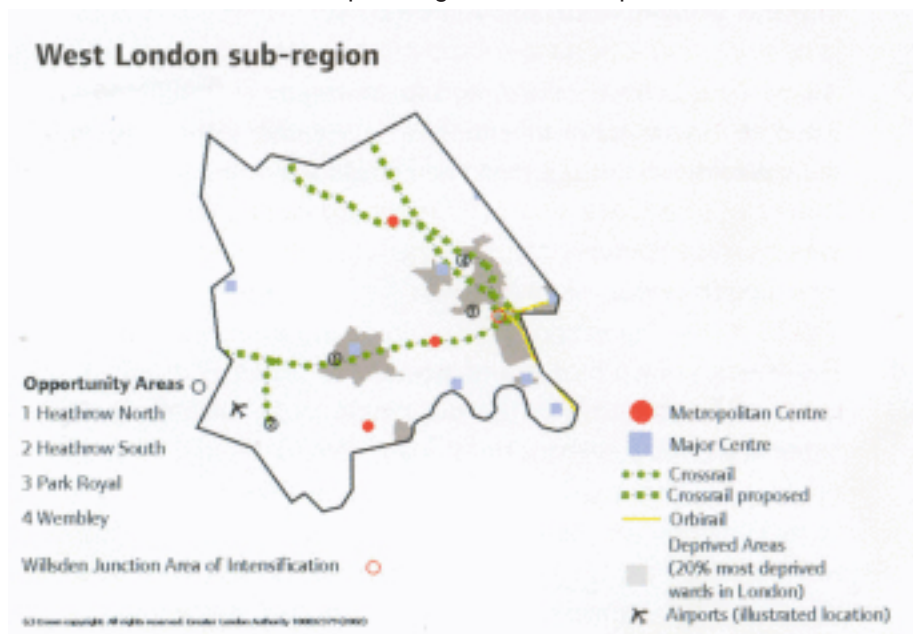 West London sub-region
Opportunity Areas
1 Heathrow North
2 Heathrow South
3 Park Royal
4 Wembley
Willsden Junction Area of Intensification
Metropolitan Centre
Major Centre
Crossrail
Crossrail proposed
Orbirail
Deprived Areas
(20% most deprived
wards in London)
Airports (illustrated location)